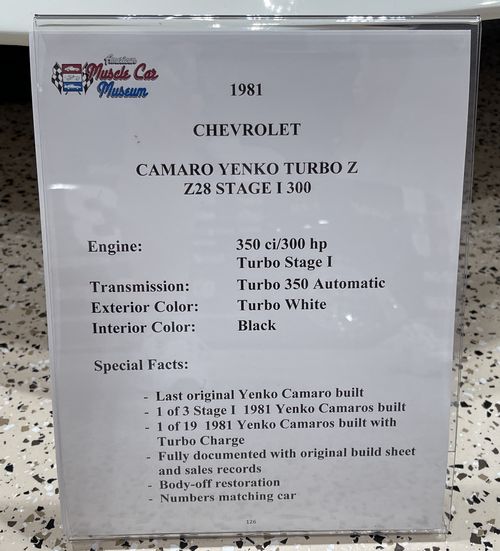 American
Muscle Car
Museum
1981
CHEVROLET
CAMARO YENKO TURBO Z
Z28 STAGE I 300
Engine: 350 ci/300 hp
Turbo Stage I
Transmission: Turbo 350 Automatic
Exterior Color: Turbo White
Interior Color: Black
Special Facts:
- Last original Yenko Camaro built
- 1 of 3 Stage I 1981 Yenko Camaros built
- 1 of 19 1981 Yenko Camaros built with
Turbo Charge
- Fully documented with original build sheet
and sales records
- Body-off restoration
- Numbers matching car
126